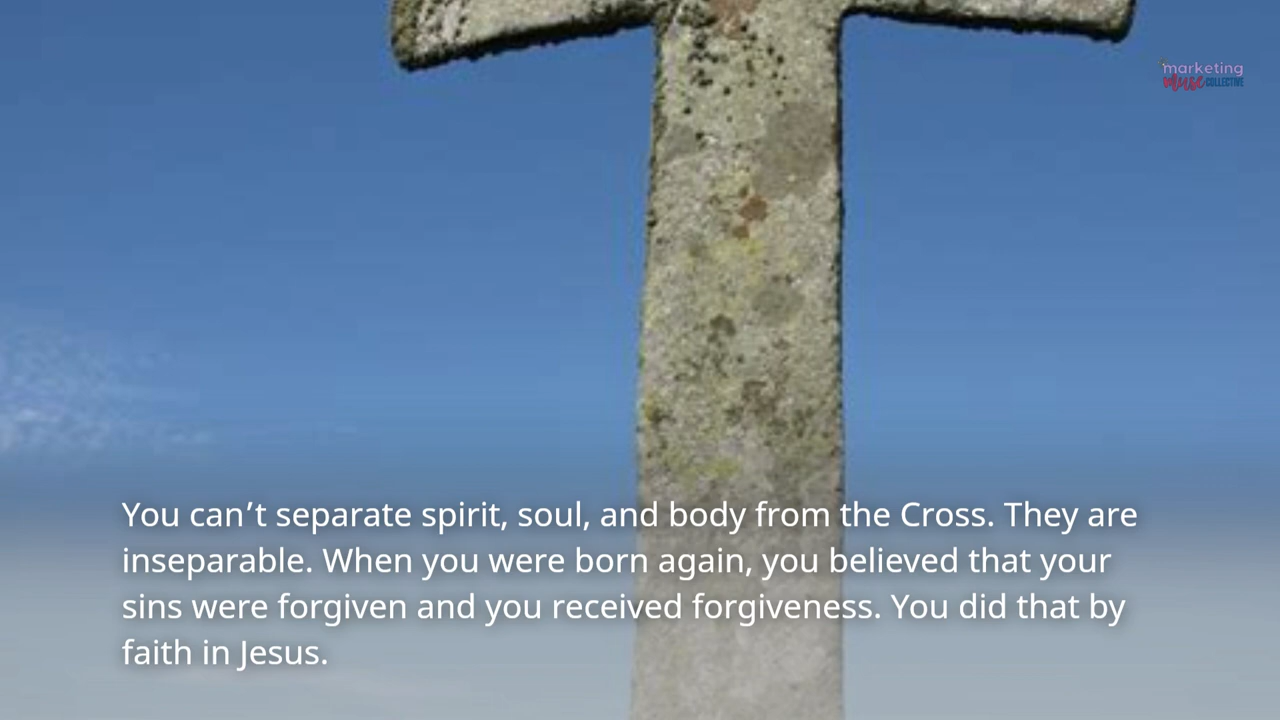 marketing
muse COLLECTIVE
You can’t separate spirit, soul, and body from the Cross. They are
inseparable. When you were born again, you believed that your
sins were forgiven and you received forgiveness. You did that by
faith in Jesus.